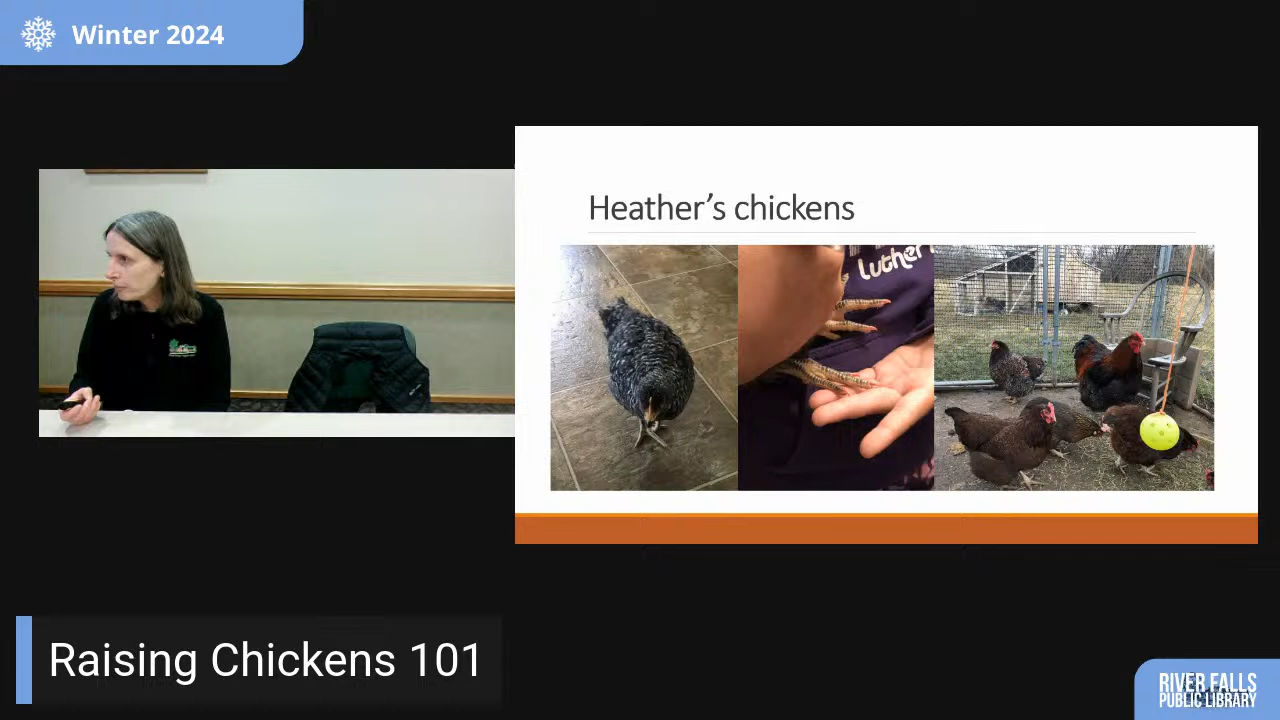 Winter 2024
Heather's chickens
Luther
Raising Chickens 101
RIVER FALLS
PUBLIC LIBRARY